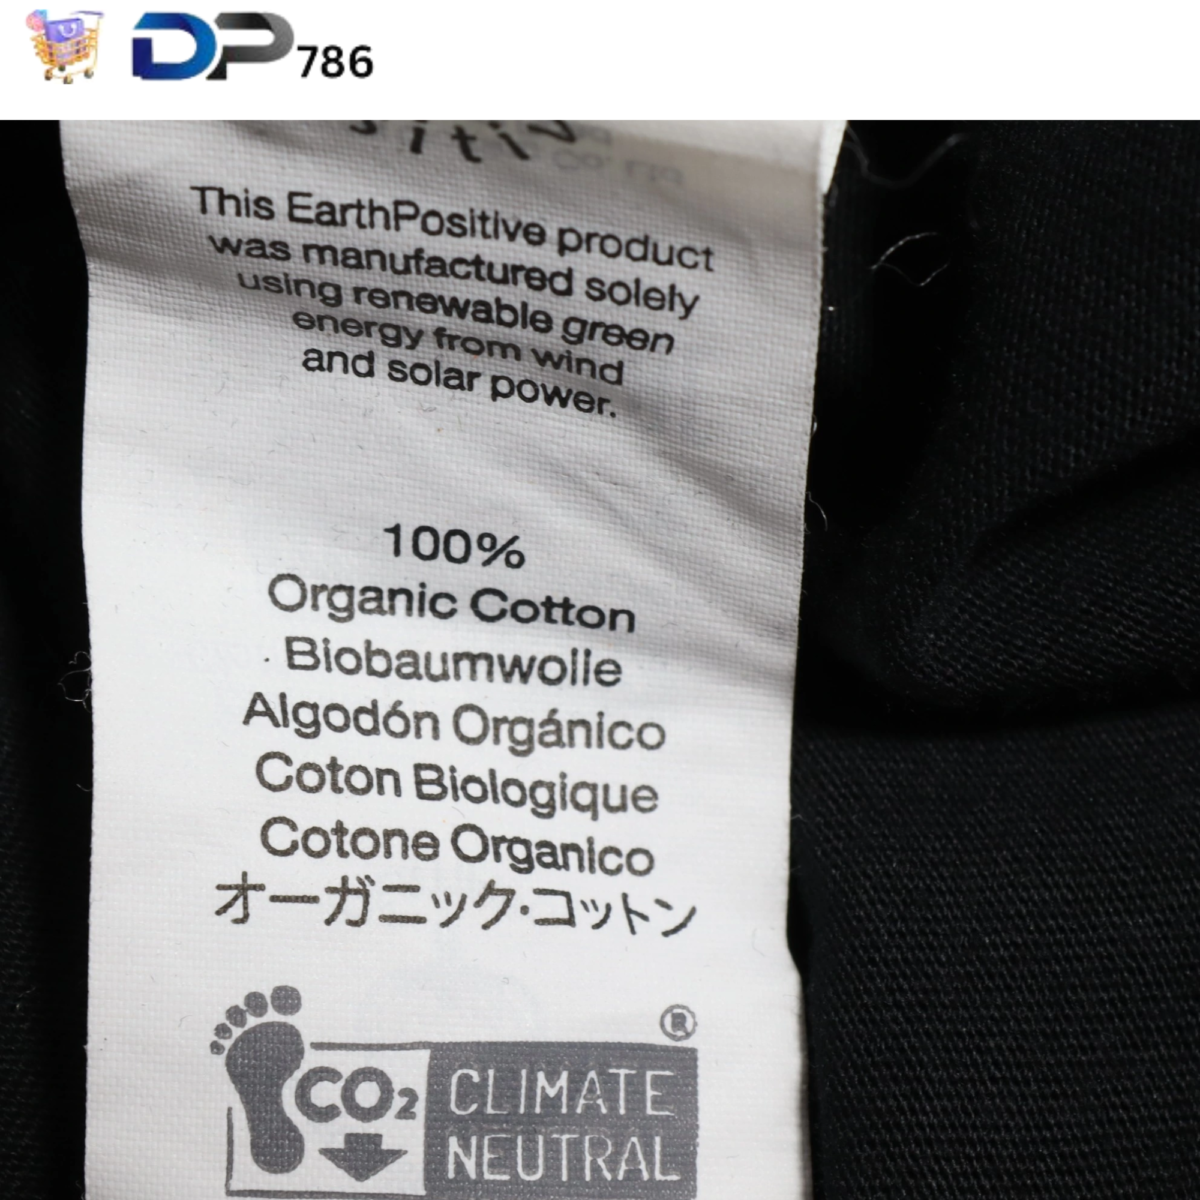 DP786
This EarthPositive product
was manufactured solely
using renewable green
energy from wind
and solar power.
100%
Organic Cotton
Biobaumwolle
Algodón Orgánico
Coton Biologique
Cotone Organico
オーガニック・コットン
®
CO₂
CLIMATE
NEUTRAL